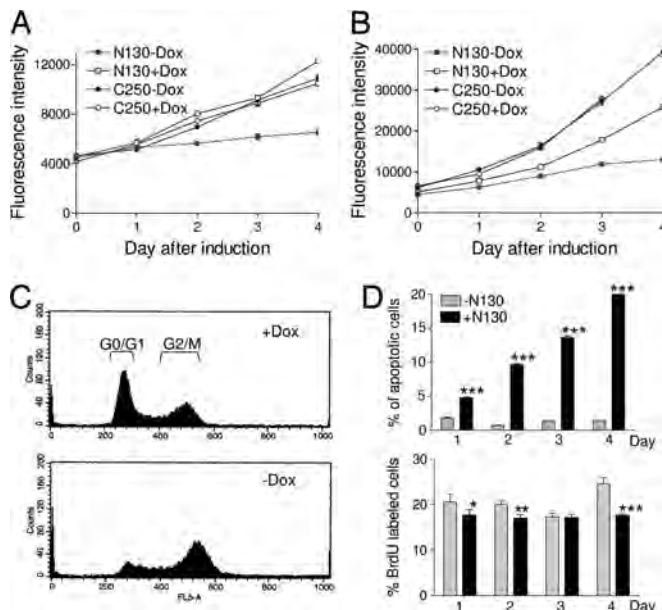 A
Fluorescence intensity
12000
8000
4000
0
N130-Dox
N130+Dox
C250-Dox
C250+Dox
0 1 2 3 4
Day after induction
B
Fluorescence intensity
40000
30000
20000
10000
0
N130-Dox
N130+Dox
C250-Dox
C250+Dox
0 1 2 3 4
Day after induction
C
Counts
200
160
120
80
40
0
G0/G1 G2/M
+Dox
0 200 400 600 800 1000
Counts
200
160
120
80
40
0
-Dox
0 200 400 600 800 1000
FL3-A
D
% of apoptotic cells
20
15
10
5
0
-N130
+N130
*** *** *** ***
1 2 3 4 Day
% BrdU labeled cells
30
20
10
0
* ** ***
1 2 3 4 Day